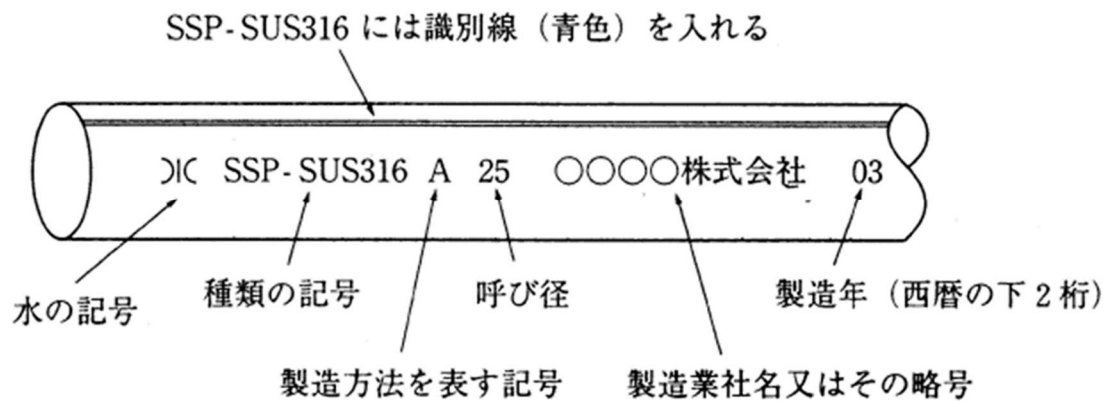 SSP-SUS316 には識別線（青色）を入れる
SSP-SUS316 A 25 ○○○○株式会社 03
水の記号
種類の記号
呼び径
製造年（西暦の下2桁）
製造方法を表す記号
製造業社名又はその略号